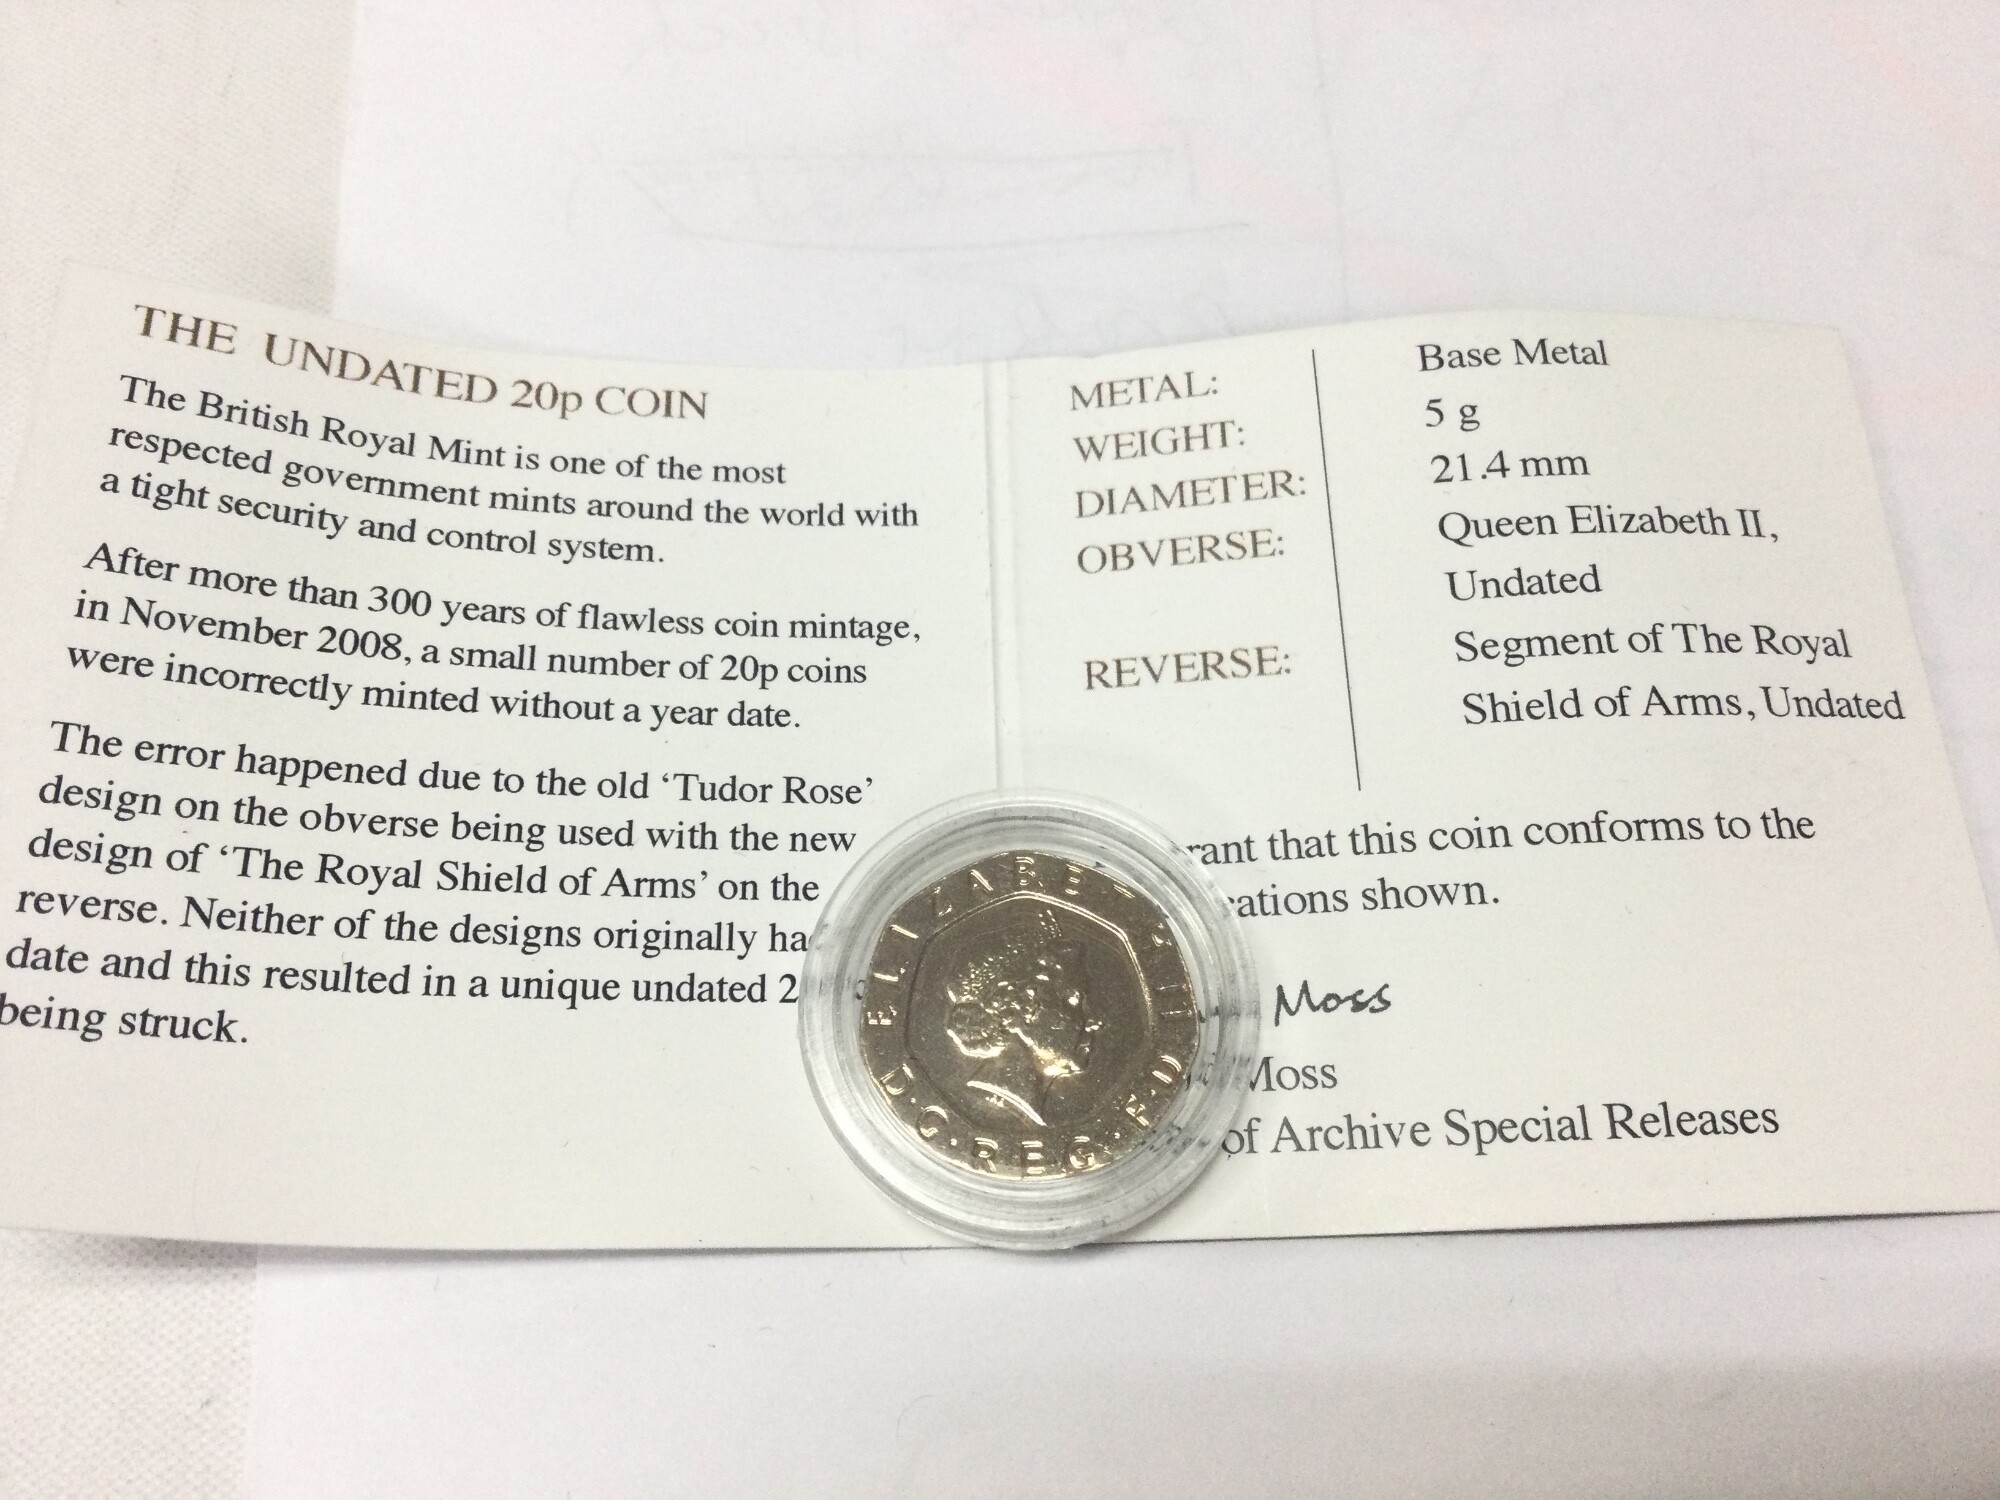 THE UNDATED 20p COIN
The British Royal Mint is one of the most
respected government mints around the world with
a tight security and control system.
After more than 300 years of flawless coin mintage,
in November 2008, a small number of 20p coins
were incorrectly minted without a year date.
The error happened due to the old ‘Tudor Rose’
design on the obverse being used with the new
design of ‘The Royal Shield of Arms’ on the
reverse. Neither of the designs originally ha
date and this resulted in a unique undated 2
being struck.
METAL: Base Metal
WEIGHT: 5 g
DIAMETER: 21.4 mm
OBVERSE: Queen Elizabeth II,
Undated
REVERSE: Segment of The Royal
Shield of Arms, Undated
rant that this coin conforms to the
cations shown.
Moss
Moss
of Archive Special Releases
ELIZABETH II
D·G·REG·F·D